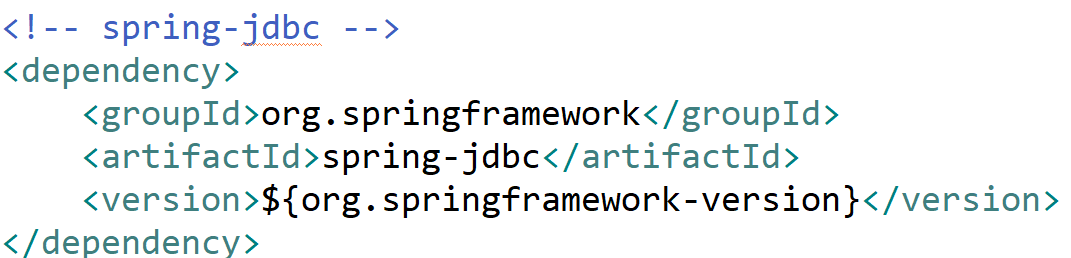 <!-- spring-jdbc -->
<dependency>
    <groupId>org.springframework</groupId>
    <artifactId>spring-jdbc</artifactId>
    <version>${org.springframework-version}</version>
</dependency>